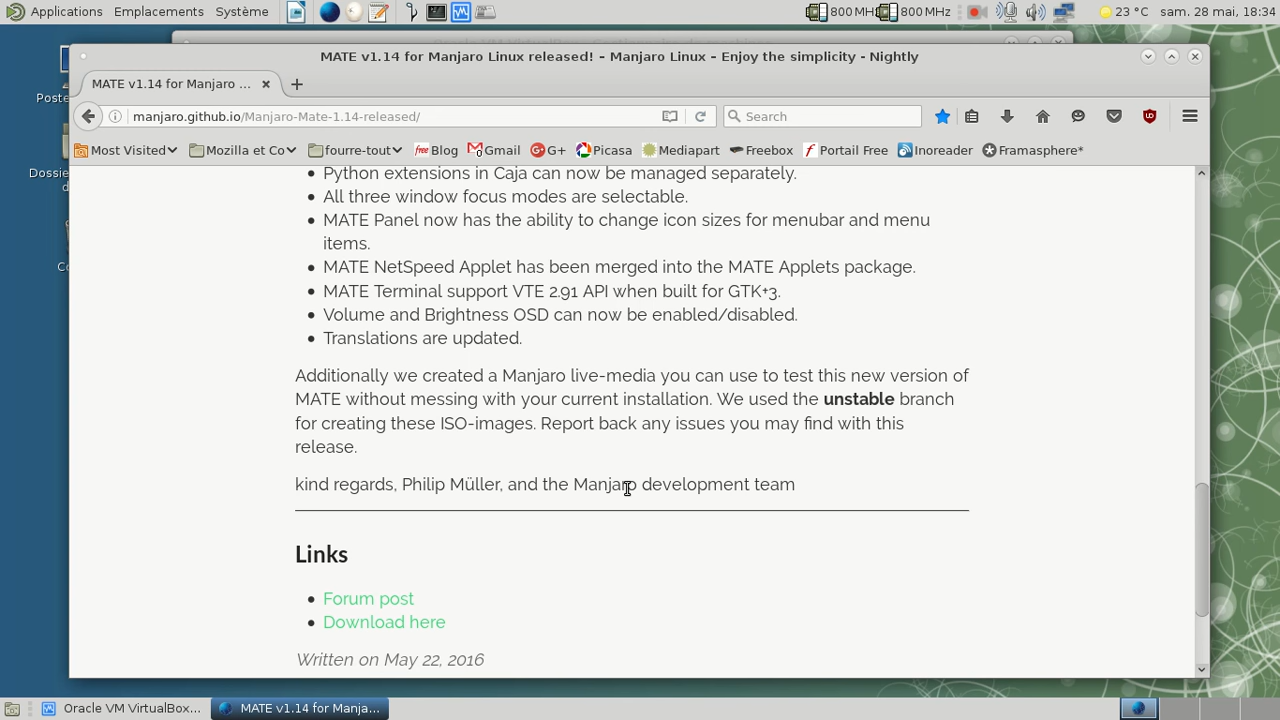 Applications Emplacements Système 800 MHz 800 MHz 23 °C sam. 28 mai, 18:34
MATE v1.14 for Manjaro Linux released! – Manjaro Linux – Enjoy the simplicity - Nightly
MATE v1.14 for Manjaro ...
manjaro.github.io/Manjaro-Mate-1.14-released/ Search
Most Visited Mozilla et Co fourre-tout free Blog Gmail G+ Picasa Mediapart Freebox Portail Free Inoreader Framasphere*
Poste
Dossie
d
Co
Python extensions in Caja can now be managed separately.
All three window focus modes are selectable.
MATE Panel now has the ability to change icon sizes for menubar and menu
items.
MATE NetSpeed Applet has been merged into the MATE Applets package.
MATE Terminal support VTE 2.91 API when built for GTK+3.
Volume and Brightness OSD can now be enabled/disabled.
Translations are updated.
Additionally we created a Manjaro live-media you can use to test this new version of
MATE without messing with your current installation. We used the unstable branch
for creating these ISO-images. Report back any issues you may find with this
release.
kind regards, Philip Müller, and the Manjaro development team
Links
Forum post
Download here
Written on May 22, 2016
Oracle VM VirtualBox... MATE v1.14 for Manja...